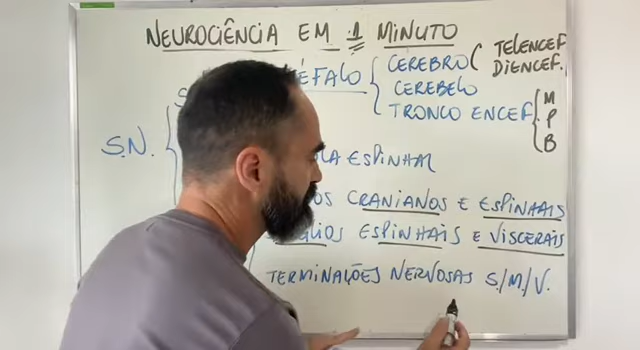 NEUROCIÊNCIA EM 1 MINUTO
CEREBRO
TELENCEF
DIENCEF.
CEREBELO
TRONCO ENCEF
M
P
B
S.N.
ESPINHAL
CRANIANOS E ESPINHAIS
ESPINHAIS E VISCERAIS
TERMINAÇÕES NERVOSAS S/M/V.